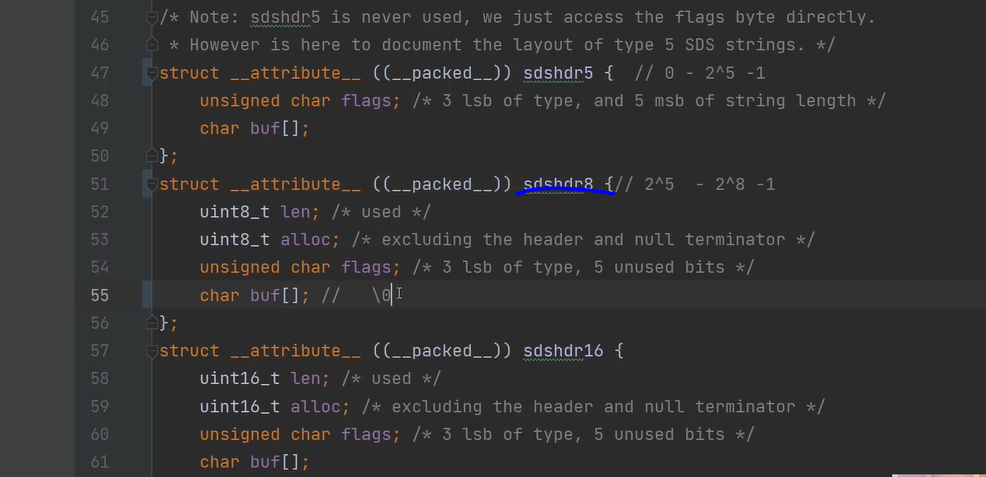 45 /* Note: sdshdr5 is never used, we just access the flags byte directly.
46 * However is here to document the layout of type 5 SDS strings. */
47 struct __attribute__ ((__packed__)) sdshdr5 { // 0 - 2^5 -1
48 unsigned char flags; /* 3 lsb of type, and 5 msb of string length */
49 char buf[];
50 };
51 struct __attribute__ ((__packed__)) sdshdr8 {// 2^5 - 2^8 -1
52 uint8_t len; /* used */
53 uint8_t alloc; /* excluding the header and null terminator */
54 unsigned char flags; /* 3 lsb of type, 5 unused bits */
55 char buf[]; // \0
56 };
57 struct __attribute__ ((__packed__)) sdshdr16 {
58 uint16_t len; /* used */
59 uint16_t alloc; /* excluding the header and null terminator */
60 unsigned char flags; /* 3 lsb of type, 5 unused bits */
61 char buf[];